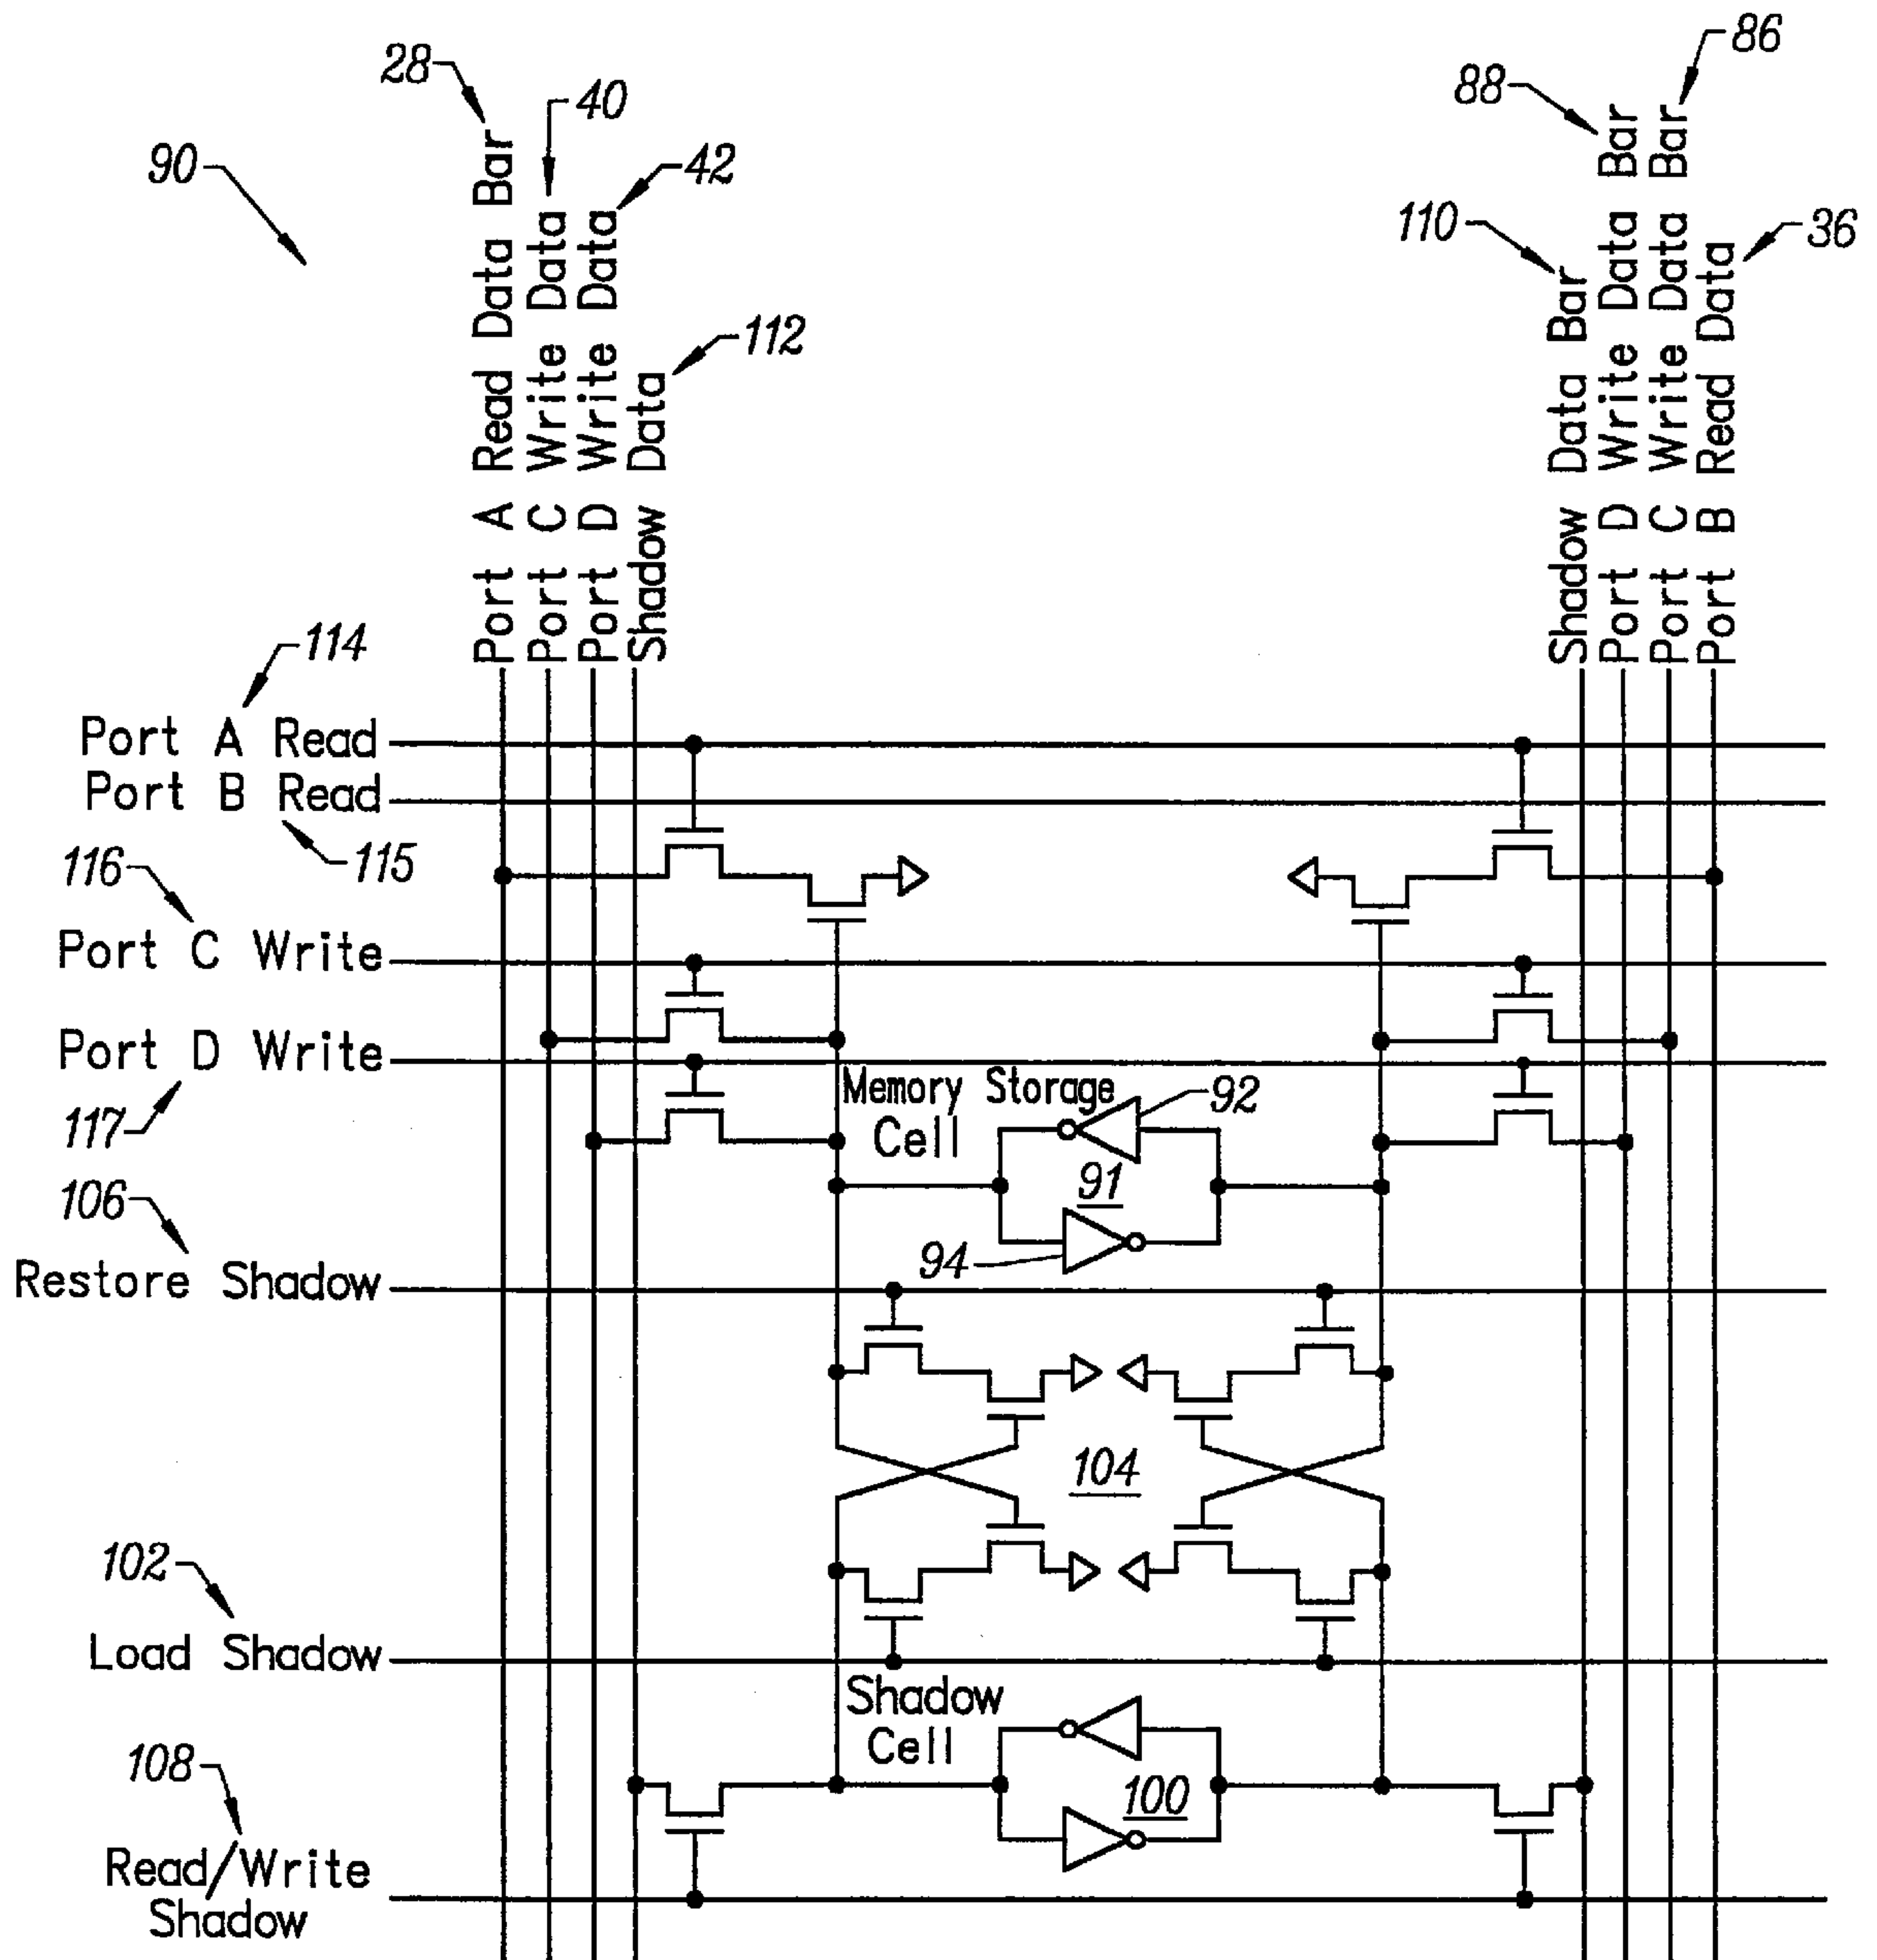 28
40
42
90
112
88
86
110
36
Port A Read Data Bar
Port C Write Data
Port D Write Data
Shadow Data
Shadow Data Bar
Port D Write Data Bar
Port C Write Data Bar
Port B Read Data
114
Port A Read
Port B Read
115
116
Port C Write
Port D Write
117
Memory Storage
Cell
92
91
94
106
Restore Shadow
104
102
Load Shadow
Shadow
Cell
100
108
Read/Write
Shadow